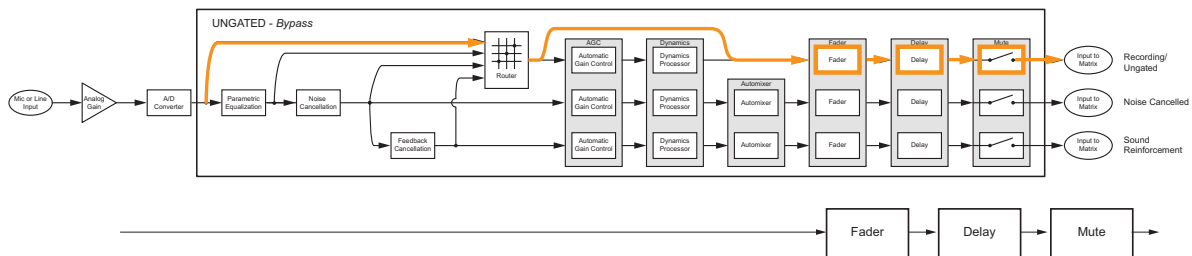 UNGATED - Bypass
Mic or Line
Input
Analog
Gain
A/D
Converter
Parametric
Equalization
Noise
Cancellation
Feedback
Cancellation
Router
AGC
Automatic
Gain Control
Automatic
Gain Control
Automatic
Gain Control
Dynamics
Dynamics
Processor
Dynamics
Processor
Dynamics
Processor
Automixer
Automixer
Automixer
Fader
Fader
Fader
Fader
Delay
Delay
Delay
Delay
Mute
Input to
Matrix
Input to
Matrix
Input to
Matrix
Recording/
Ungated
Noise Cancelled
Sound
Reinforcement
Fader
Delay
Mute